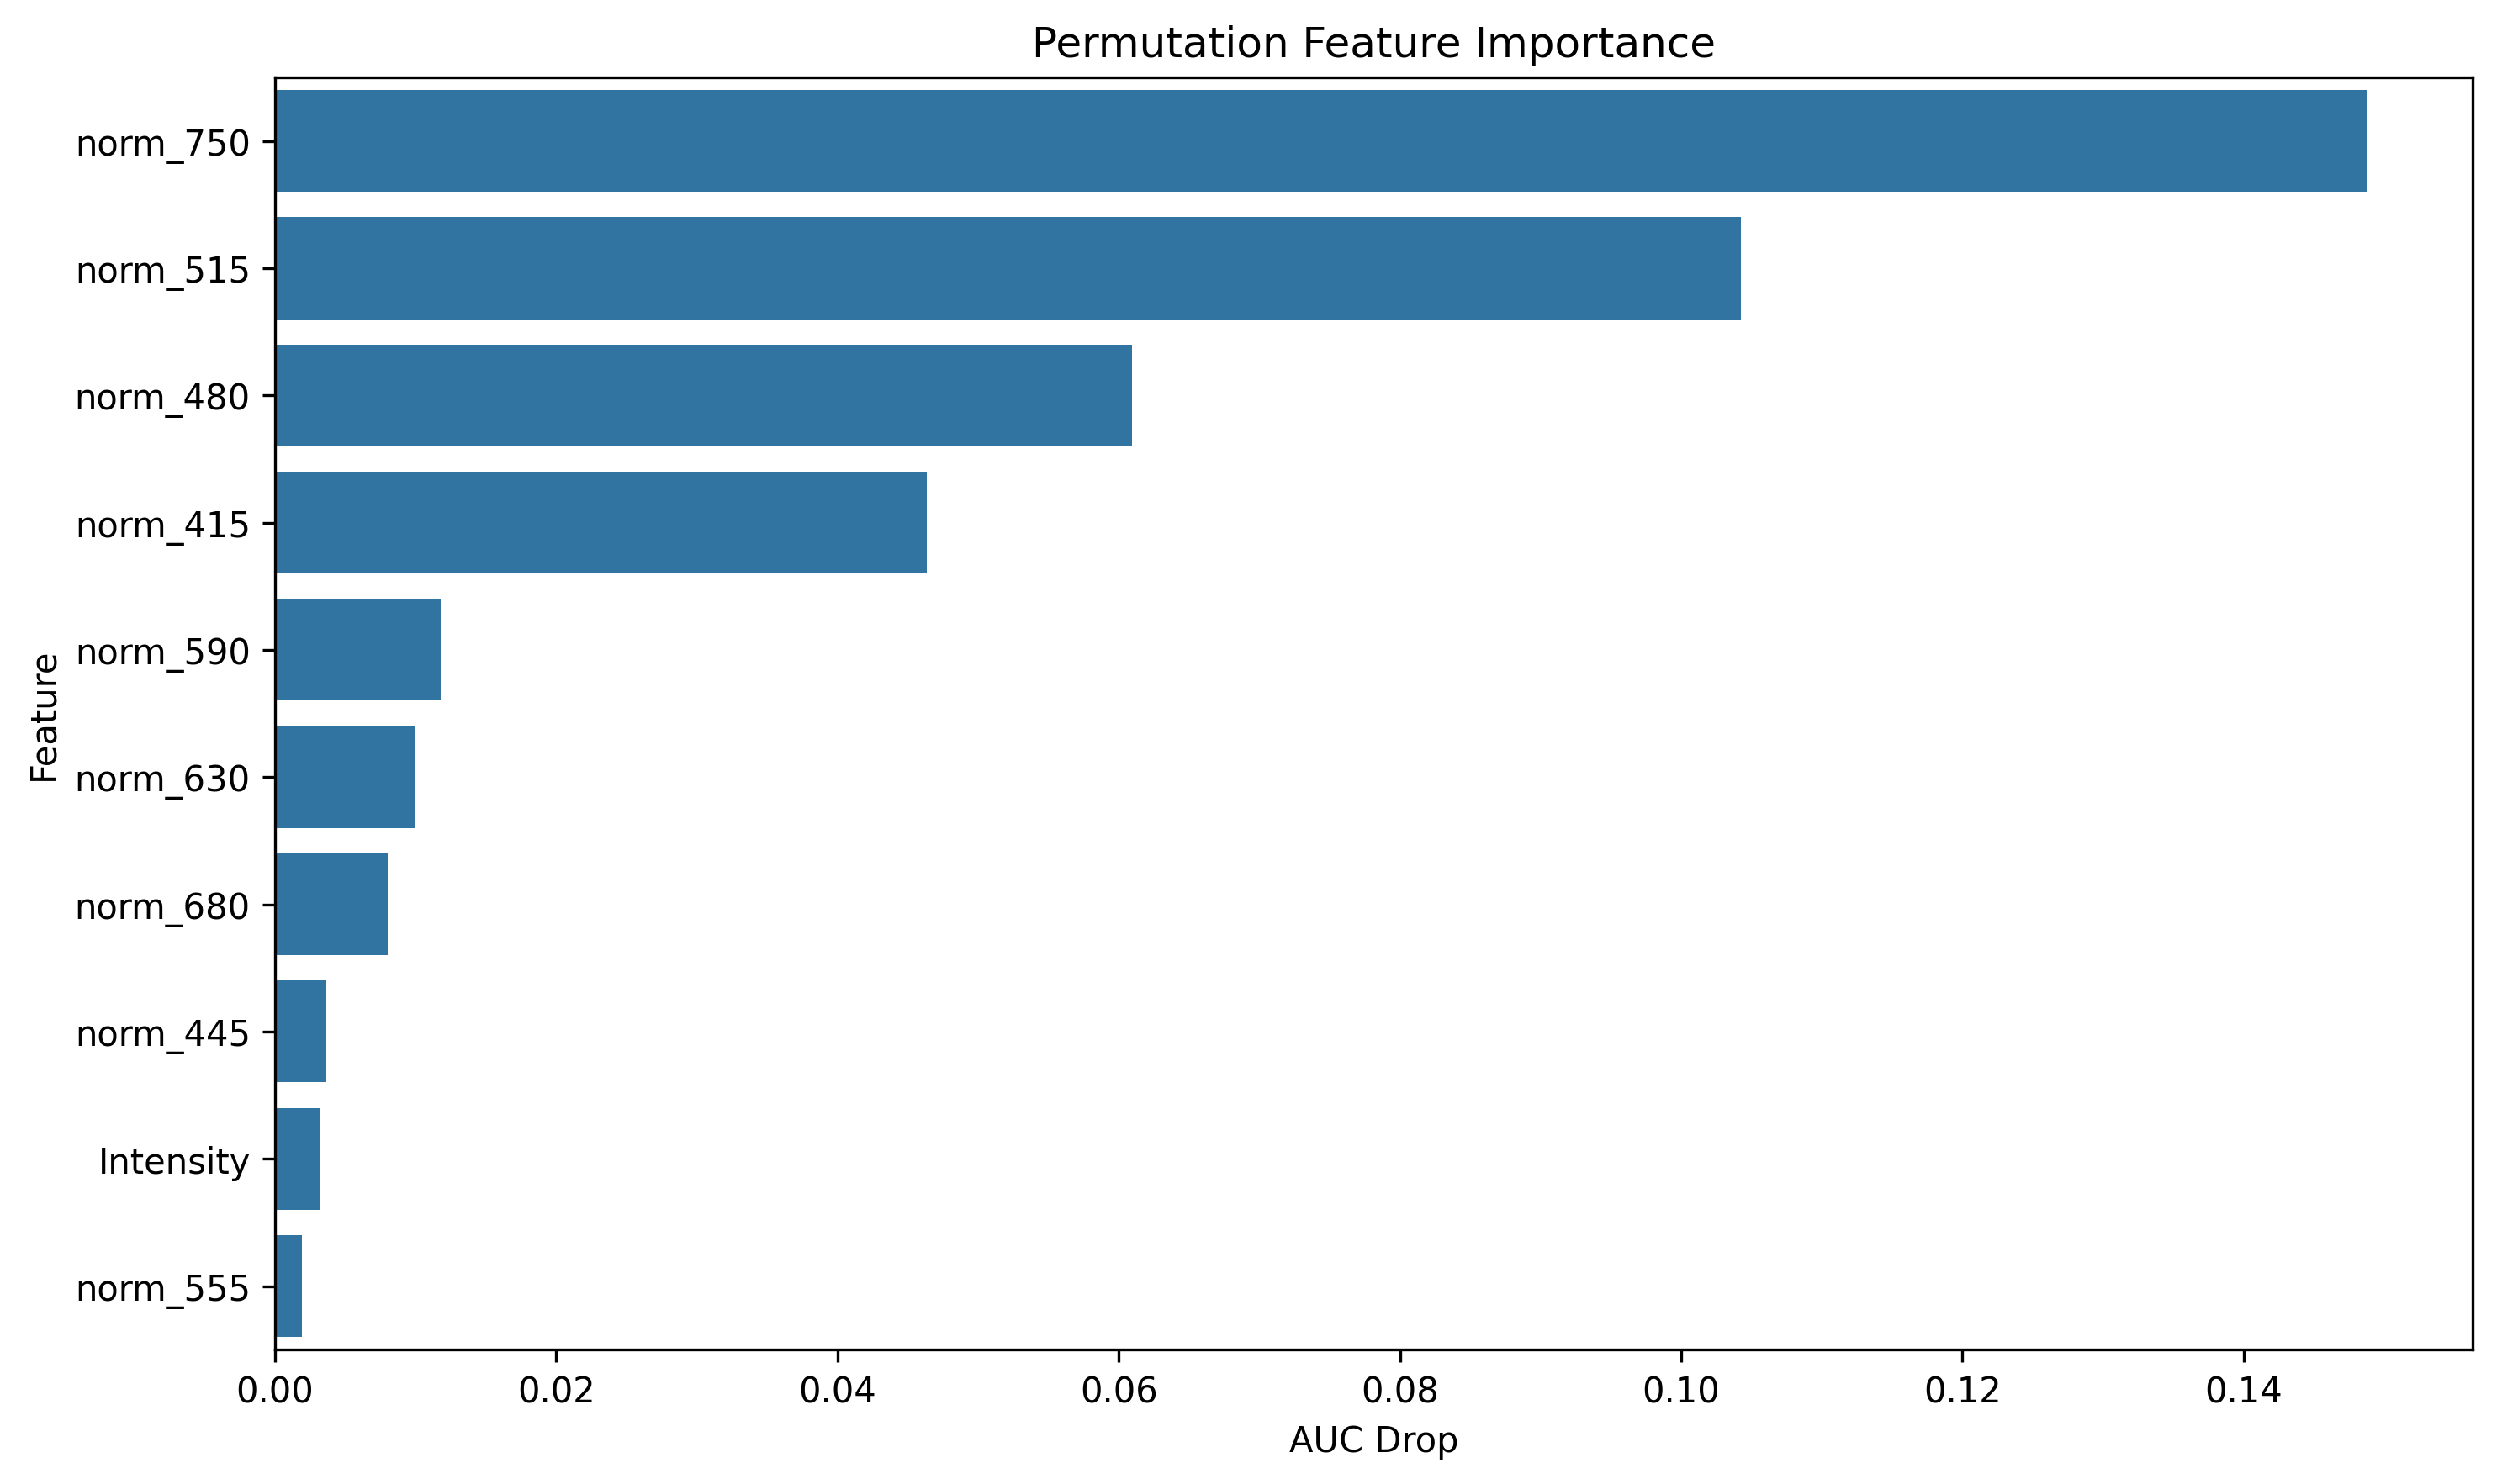 Permutation Feature Importance
norm_750
norm_515
norm_480
norm_415
norm_590
norm_630
norm_680
norm_445
Intensity
norm_555
Feature
0.00 0.02 0.04 0.06 0.08 0.10 0.12 0.14
AUC Drop